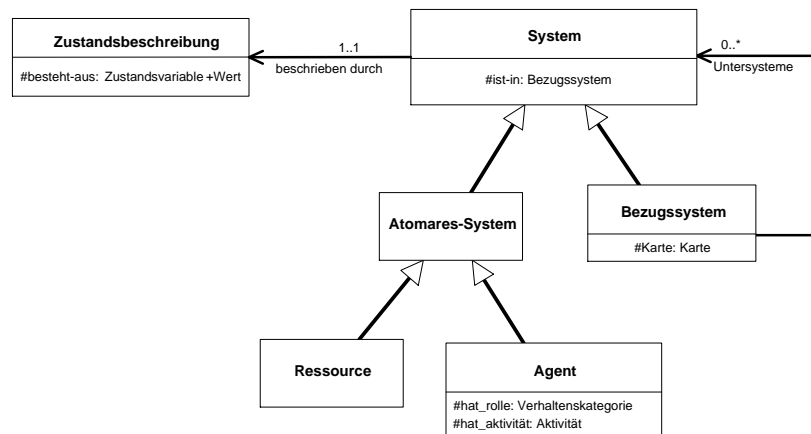 Zustandsbeschreibung
#besteht-aus: Zustandsvariable +Wert
1..1
beschrieben durch
System
#ist-in: Bezugssystem
0..*
Untersysteme
Atomares-System
Bezugssystem
#Karte: Karte
Ressource
Agent
#hat_rolle: Verhaltenskategorie
#hat_aktivität: Aktivität